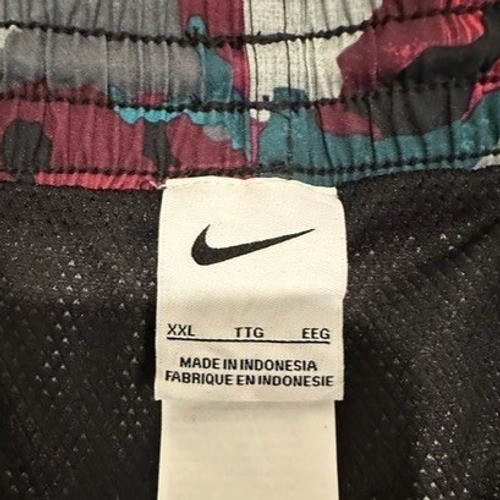 XXL TTG EEG
MADE IN INDONESIA
FABRIQUE EN INDONESIE